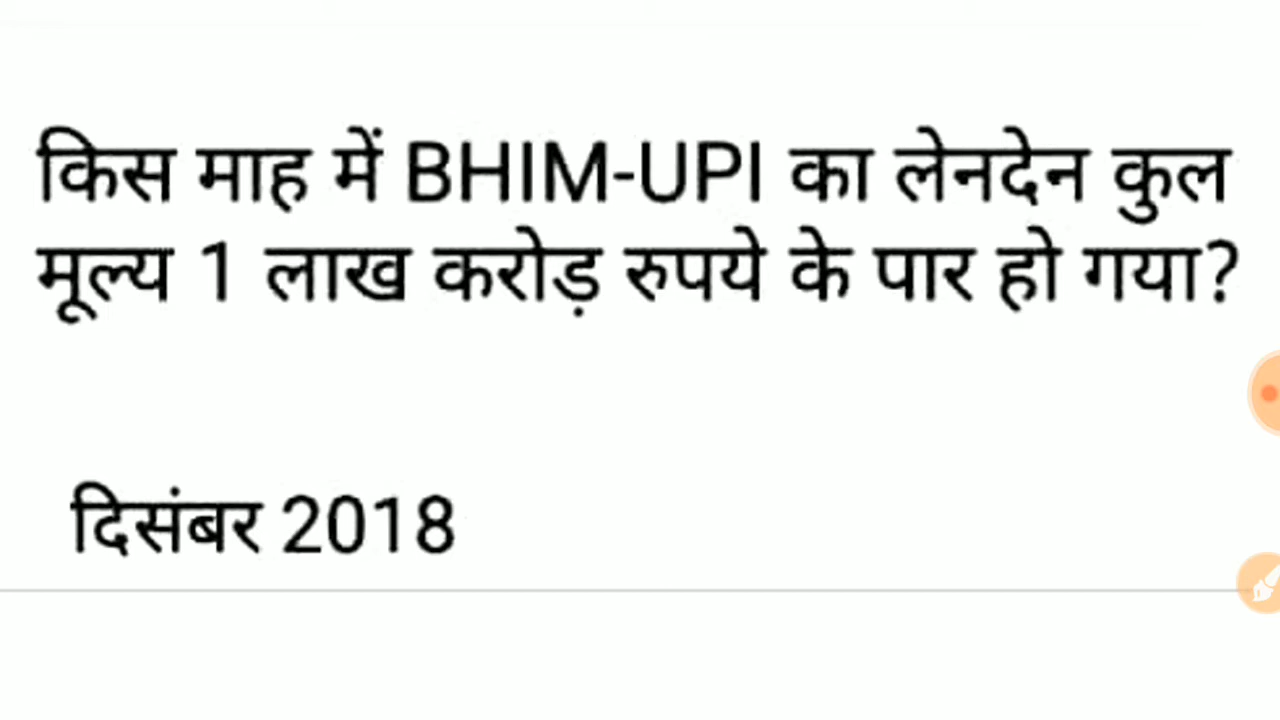 किस माह में BHIM-UPI का लेनदेन कुल
मूल्य 1 लाख करोड़ रुपये के पार हो गया?
दिसंबर 2018